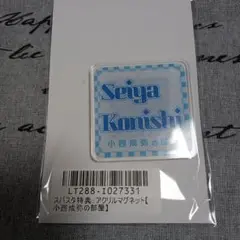 Seiya
Konishi
小西成弥の部屋
LT288-I027331
スパスタ特典 アクリルマグネット【
小西成弥の部屋】